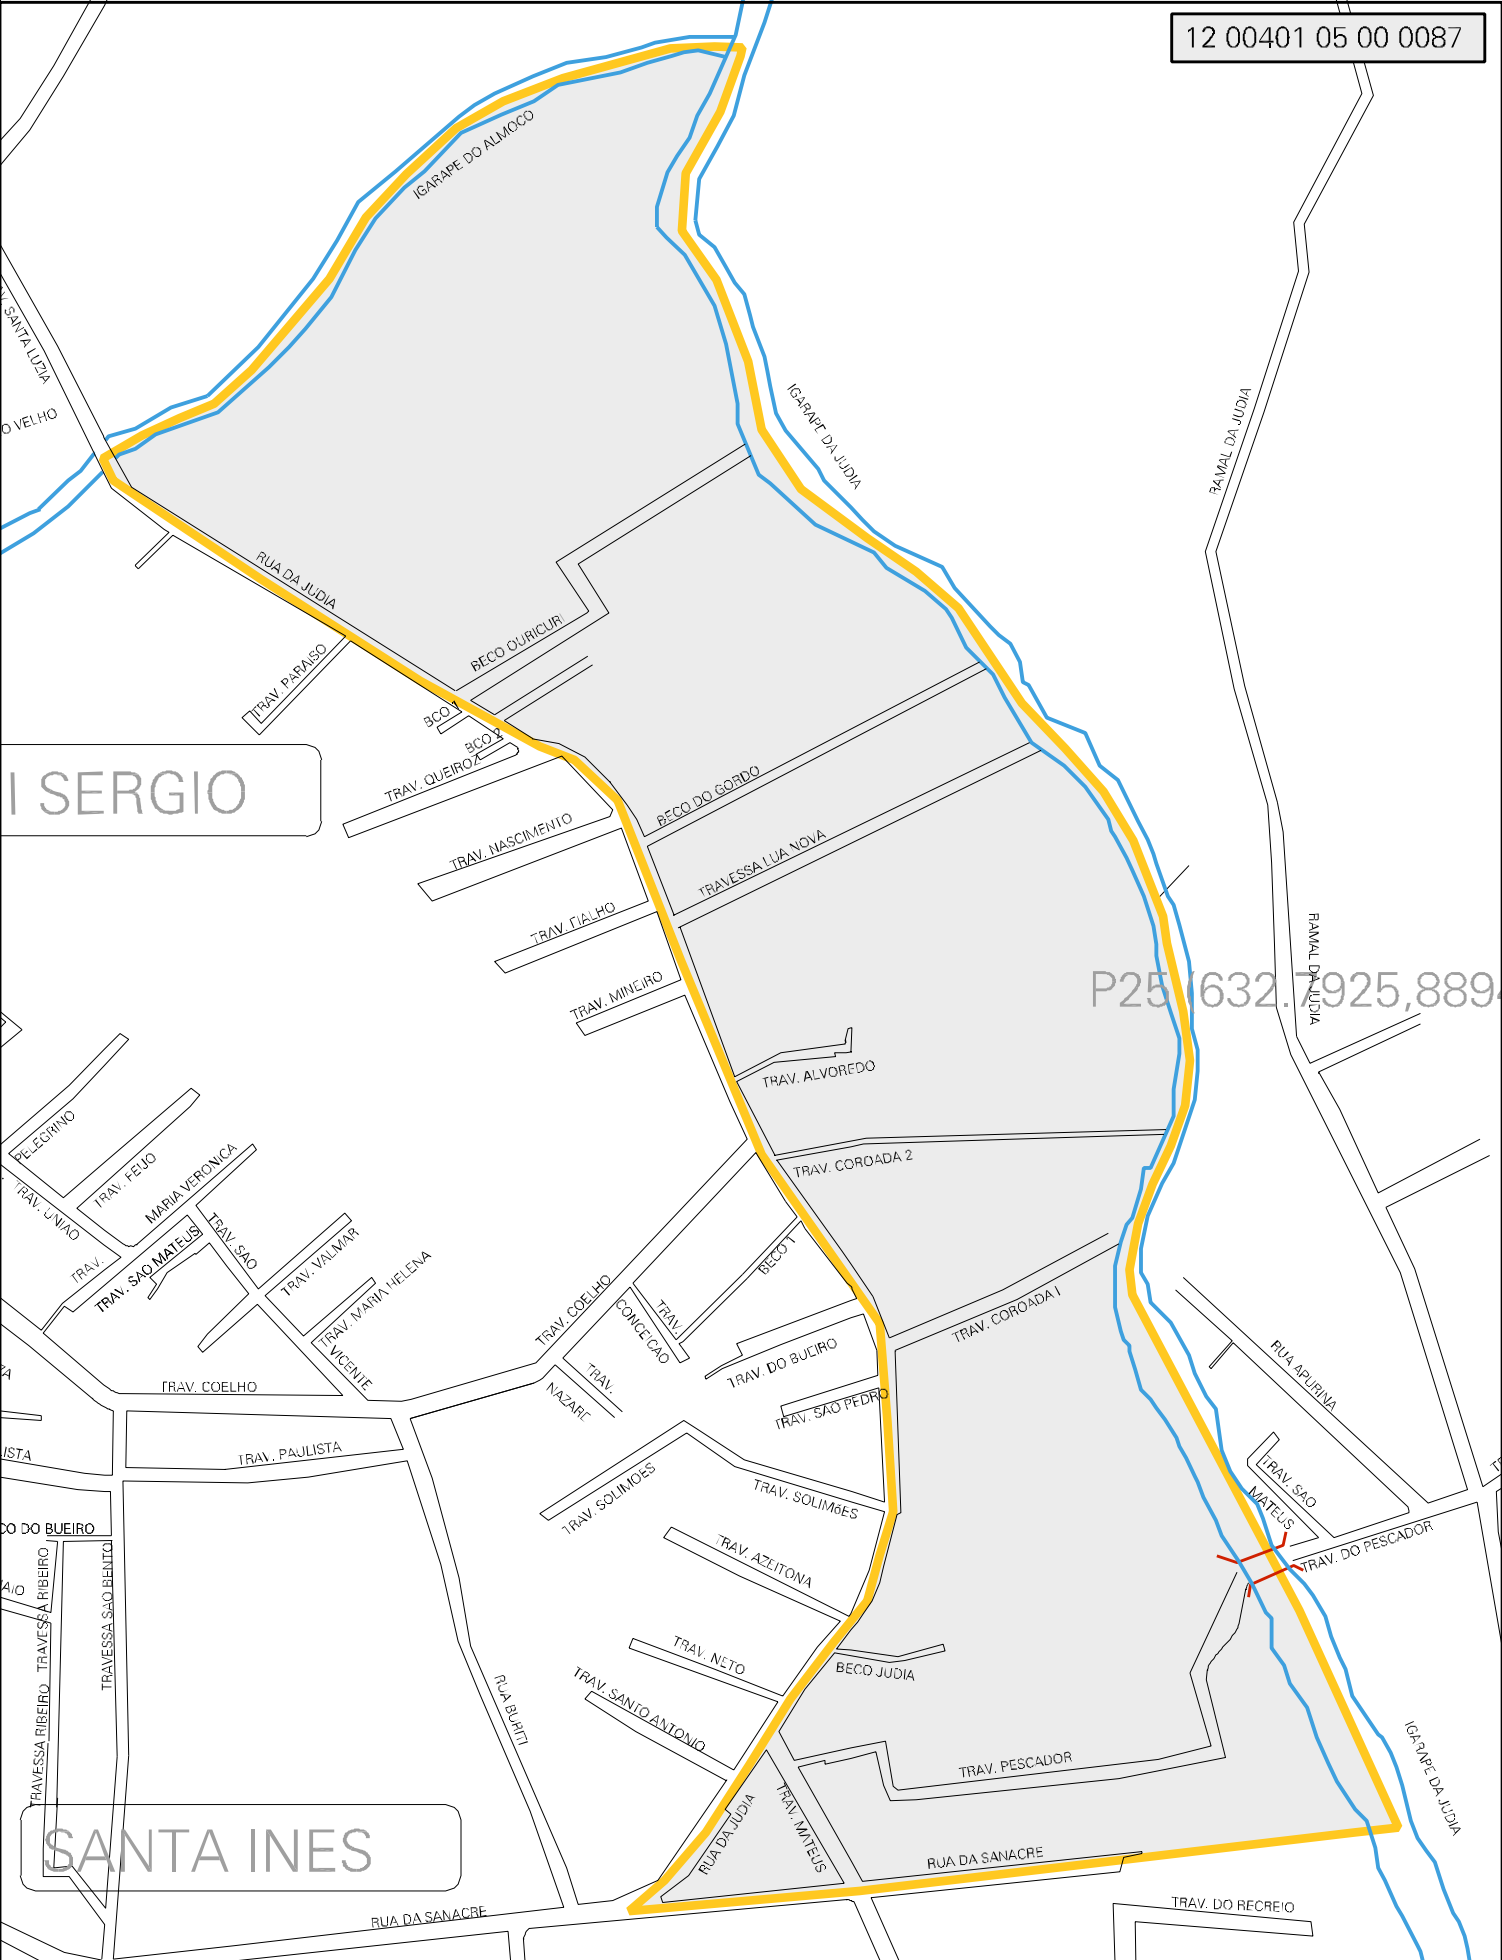 12 00401 05 00 0087
IGARAPE DO ALMOCO
SANTA LUZIA
O VELHO
IGARAPE DA JUDIA
RAMAL DA JUDIA
RUA DA JUDIA
BECO OURICURI
TRAV. PARAISO
BCO 1
BCO 2
I SERGIO
TRAV. QUEIROZ
BECO DO GORDO
TRAV. NASCIMENTO
TRAVESSA LUA NOVA
TRAV. FIALHO
RAMAL DA JUDIA
TRAV. MINEIRO
P25 (632.7925,889
TRAV. ALVOREDO
PELEGRINO
TRAV. FEIJO
MARIA VERONICA
TRAV. COROADA 2
TRAV. UNIAO
TRAV. SAO
TRAV.
TRAV. SAO MATEUS
TRAV. VALMAR
BECO 1
TRAV. MARIA HELENA
TRAV. COELHO
TRAV.
CONCEICAO
TRAV. COROADA I
VICENTE
TRAV. DO BUEIRO
RUA APURINA
TRAV. COELHO
TRAV.
NAZARE
TRAV. SAO PEDRO
TRAV. PAULISTA
ISTA
TRAV. SOLIMOES
TRAV. SOLIMõES
TRAV. SAO
MATEUS
CO DO BUEIRO
TRAV. AZEITONA
TRAV. DO PESCADOR
TRAVESSA RIBEIRO
TRAVESSA SAO BENTO
AIO
TRAV. NETO
BECO JUDIA
TRAV. SANTO ANTONIO
RUA BURITI
TRAVESSA RIBEIRO
TRAV. PESCADOR
IGARAPE DA JUDIA
RUA DA JUDIA
TRAV. MATEUS
SANTA INES
RUA DA SANACRE
RUA DA SANACRE
TRAV. DO RECREIO